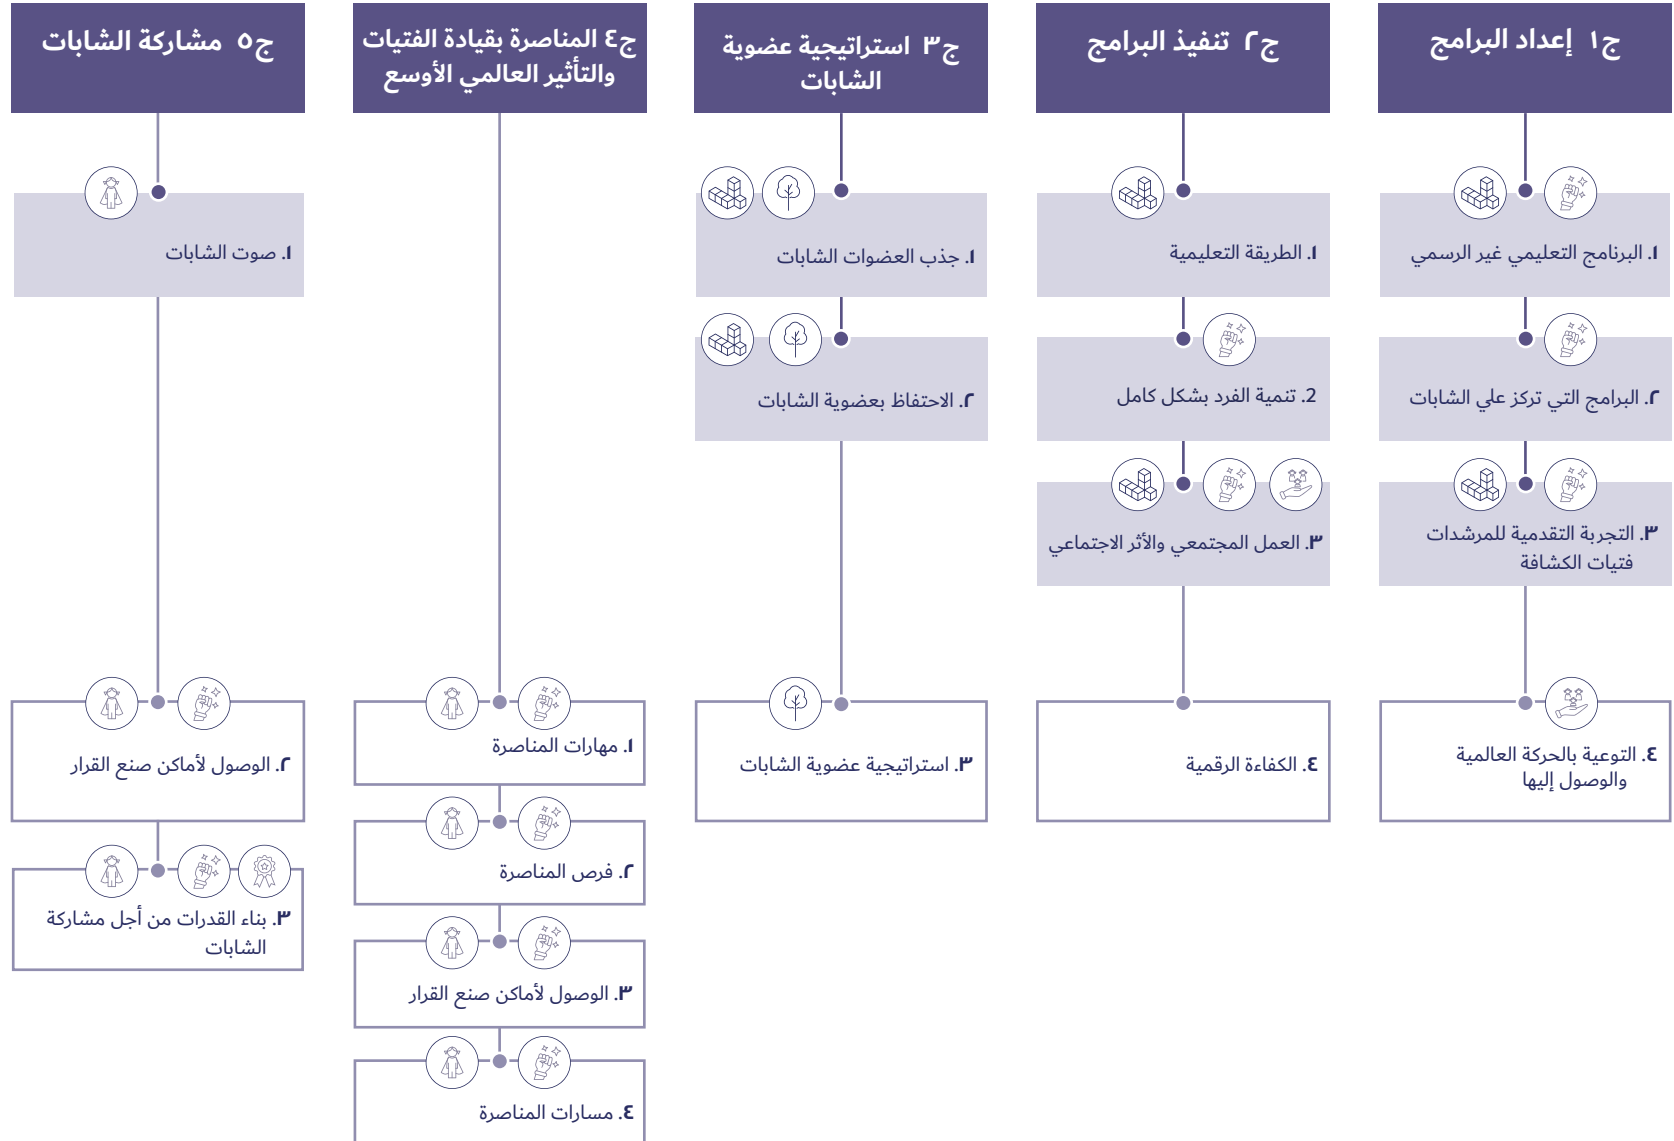 ج١ إعداد البرامج
١. البرنامج التعليمي غير الرسمي
٢. البرامج التي تركز علي الشابات
٣. التجربة التقدمية للمرشدات
فتيات الكشافة
٤. التوعية بالحركة العالمية
والوصول إليها
ج٢ تنفيذ البرامج
١. الطريقة التعليمية
2. تنمية الفرد بشكل كامل
٣. العمل المجتمعي والأثر الاجتماعي
٤. الكفاءة الرقمية
ج٣ استراتيجية عضوية
الشابات
١. جذب العضوات الشابات
٢. الاحتفاظ بعضوية الشابات
٣. استراتيجية عضوية الشابات
ج٤ المناصرة بقيادة الفتيات
والتأثير العالمي الأوسع
١. مهارات المناصرة
٢. فرص المناصرة
٣. الوصول لأماكن صنع القرار
٤. مسارات المناصرة
ج٥ مشاركة الشابات
١. صوت الشابات
٢. الوصول لأماكن صنع القرار
٣. بناء القدرات من أجل مشاركة
الشابات